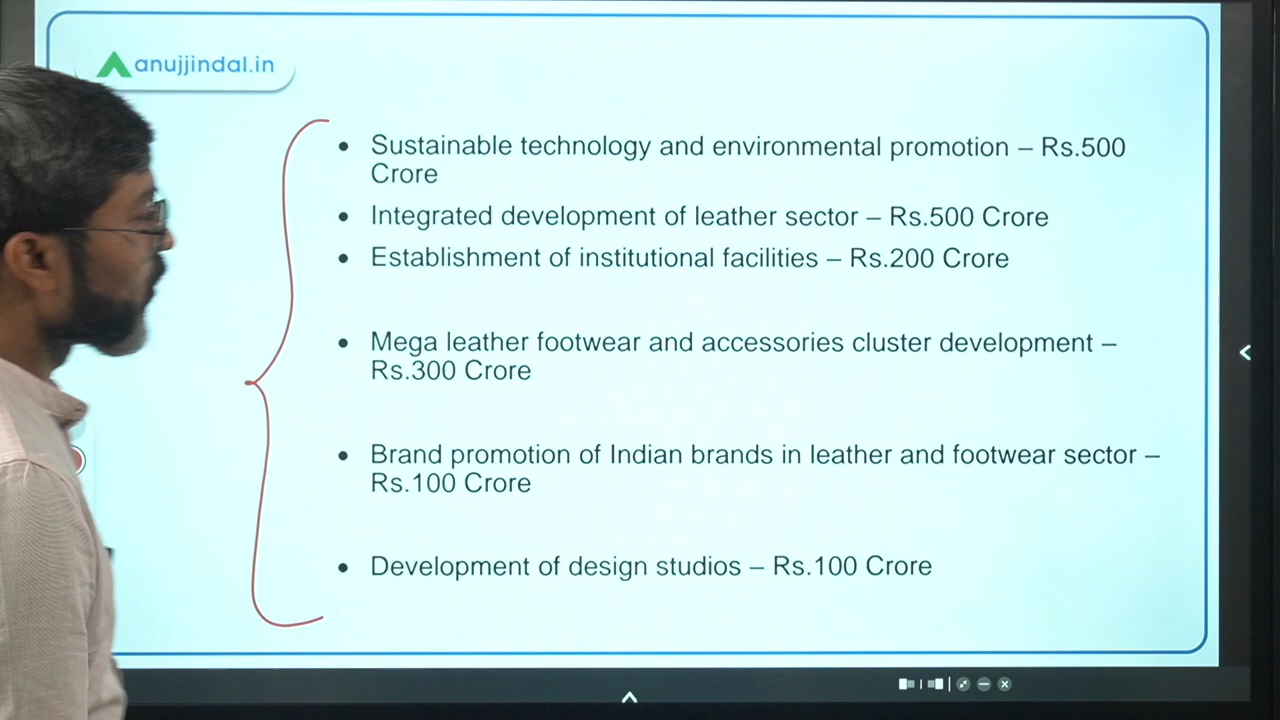 anujjindal.in
• Sustainable technology and environmental promotion – Rs.500
Crore
• Integrated development of leather sector – Rs.500 Crore
• Establishment of institutional facilities – Rs.200 Crore
• Mega leather footwear and accessories cluster development –
Rs.300 Crore
• Brand promotion of Indian brands in leather and footwear sector –
Rs.100 Crore
• Development of design studios – Rs.100 Crore